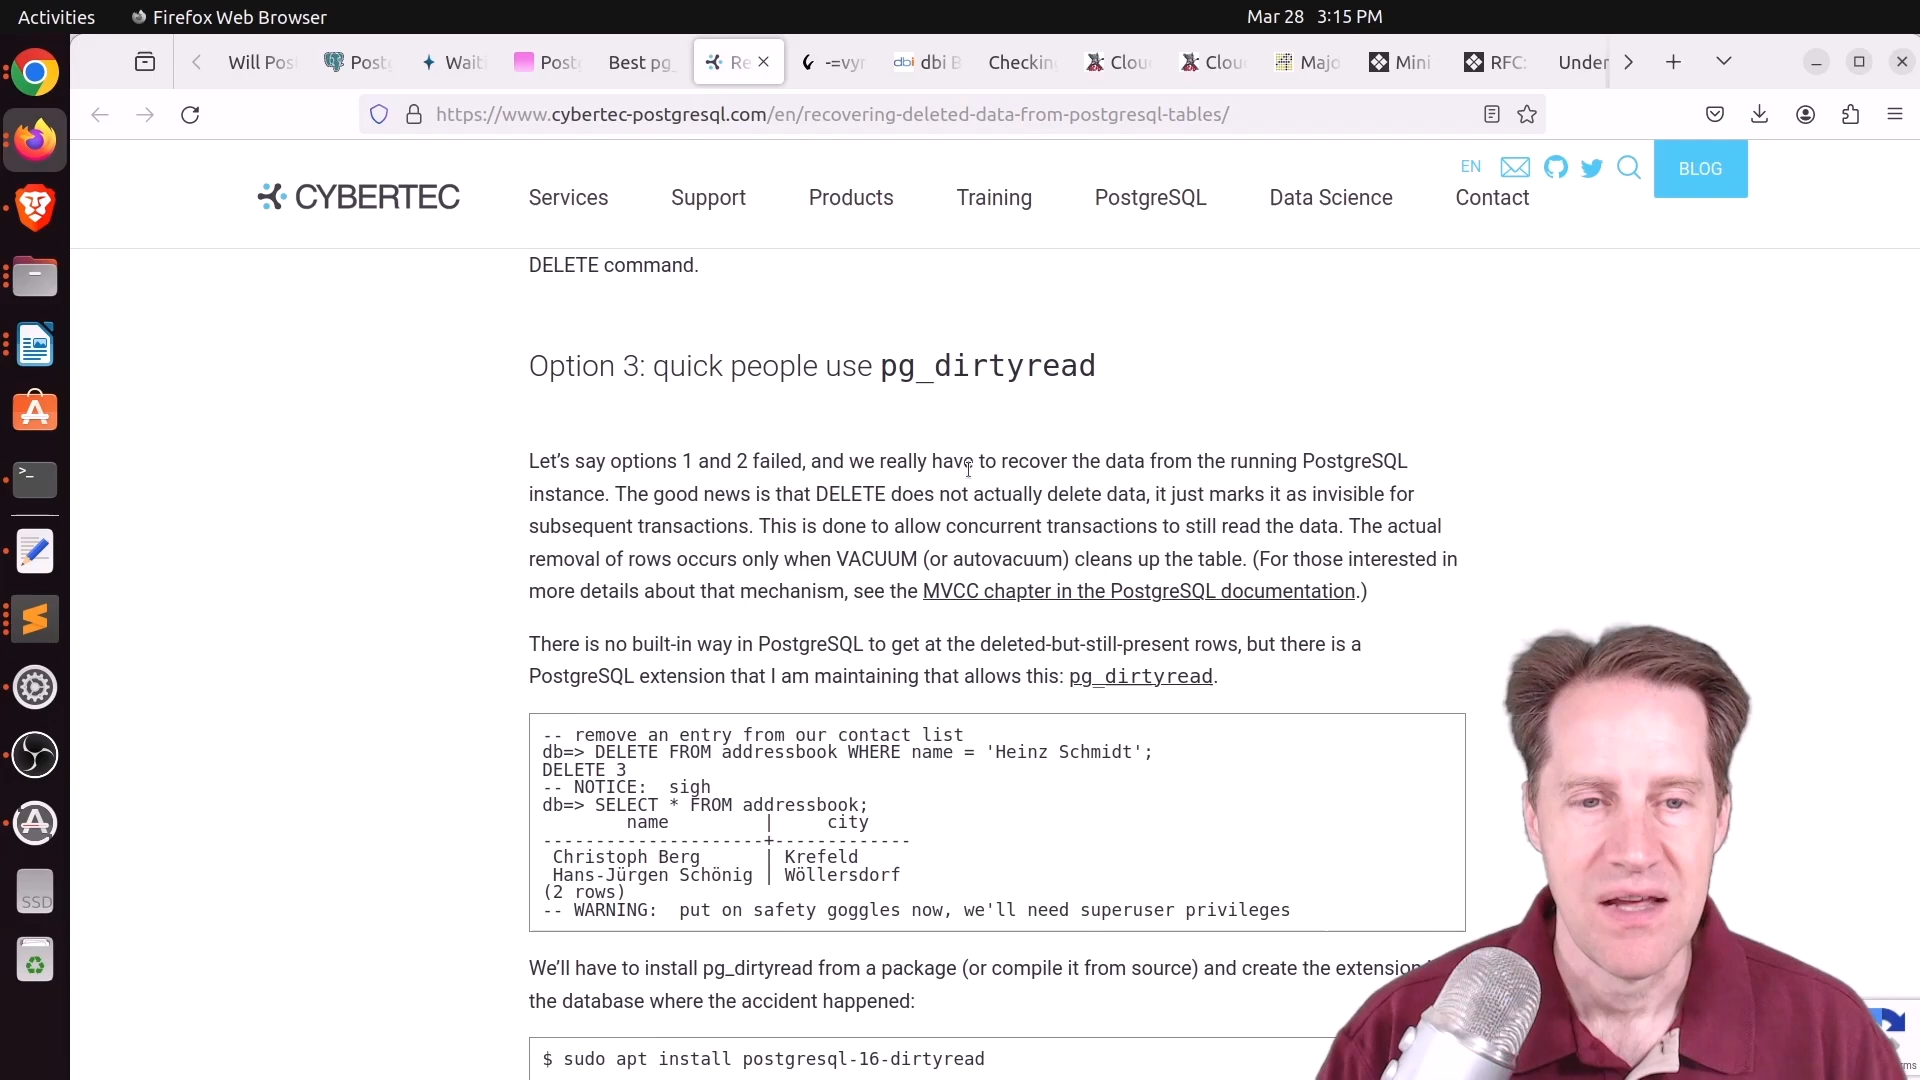 Activities
Firefox Web Browser
Mar 28 3:15 PM
Will Pos
Postg
Waiti
Post
Best pg_
Re
-=vyr
dbi dbi B
Checkin
Clou
Clou
Majo
Mini
RFC:
Under
https://www.cybertec-postgresql.com/en/recovering-deleted-data-from-postgresql-tables/
EN
BLOG
CYBERTEC
Services
Support
Products
Training
PostgreSQL
Data Science
Contact
DELETE command.
Option 3: quick people use pg_dirtyread
Let’s say options 1 and 2 failed, and we really have to recover the data from the running PostgreSQL
instance. The good news is that DELETE does not actually delete data, it just marks it as invisible for
subsequent transactions. This is done to allow concurrent transactions to still read the data. The actual
removal of rows occurs only when VACUUM (or autovacuum) cleans up the table. (For those interested in
more details about that mechanism, see the MVCC chapter in the PostgreSQL documentation.)
There is no built-in way in PostgreSQL to get at the deleted-but-still-present rows, but there is a
PostgreSQL extension that I am maintaining that allows this: pg_dirtyread.
-- remove an entry from our contact list
db=> DELETE FROM addressbook WHERE name = 'Heinz Schmidt';
DELETE 3
-- NOTICE:  sigh
db=> SELECT * FROM addressbook;
        name         |     city
---------------------+-------------
 Christoph Berg      | Krefeld
 Hans-Jürgen Schönig | Wöllersdorf
(2 rows)
-- WARNING:  put on safety goggles now, we'll need superuser privileges
We’ll have to install pg_dirtyread from a package (or compile it from source) and create the extension
the database where the accident happened:
$ sudo apt install postgresql-16-dirtyread
SSD